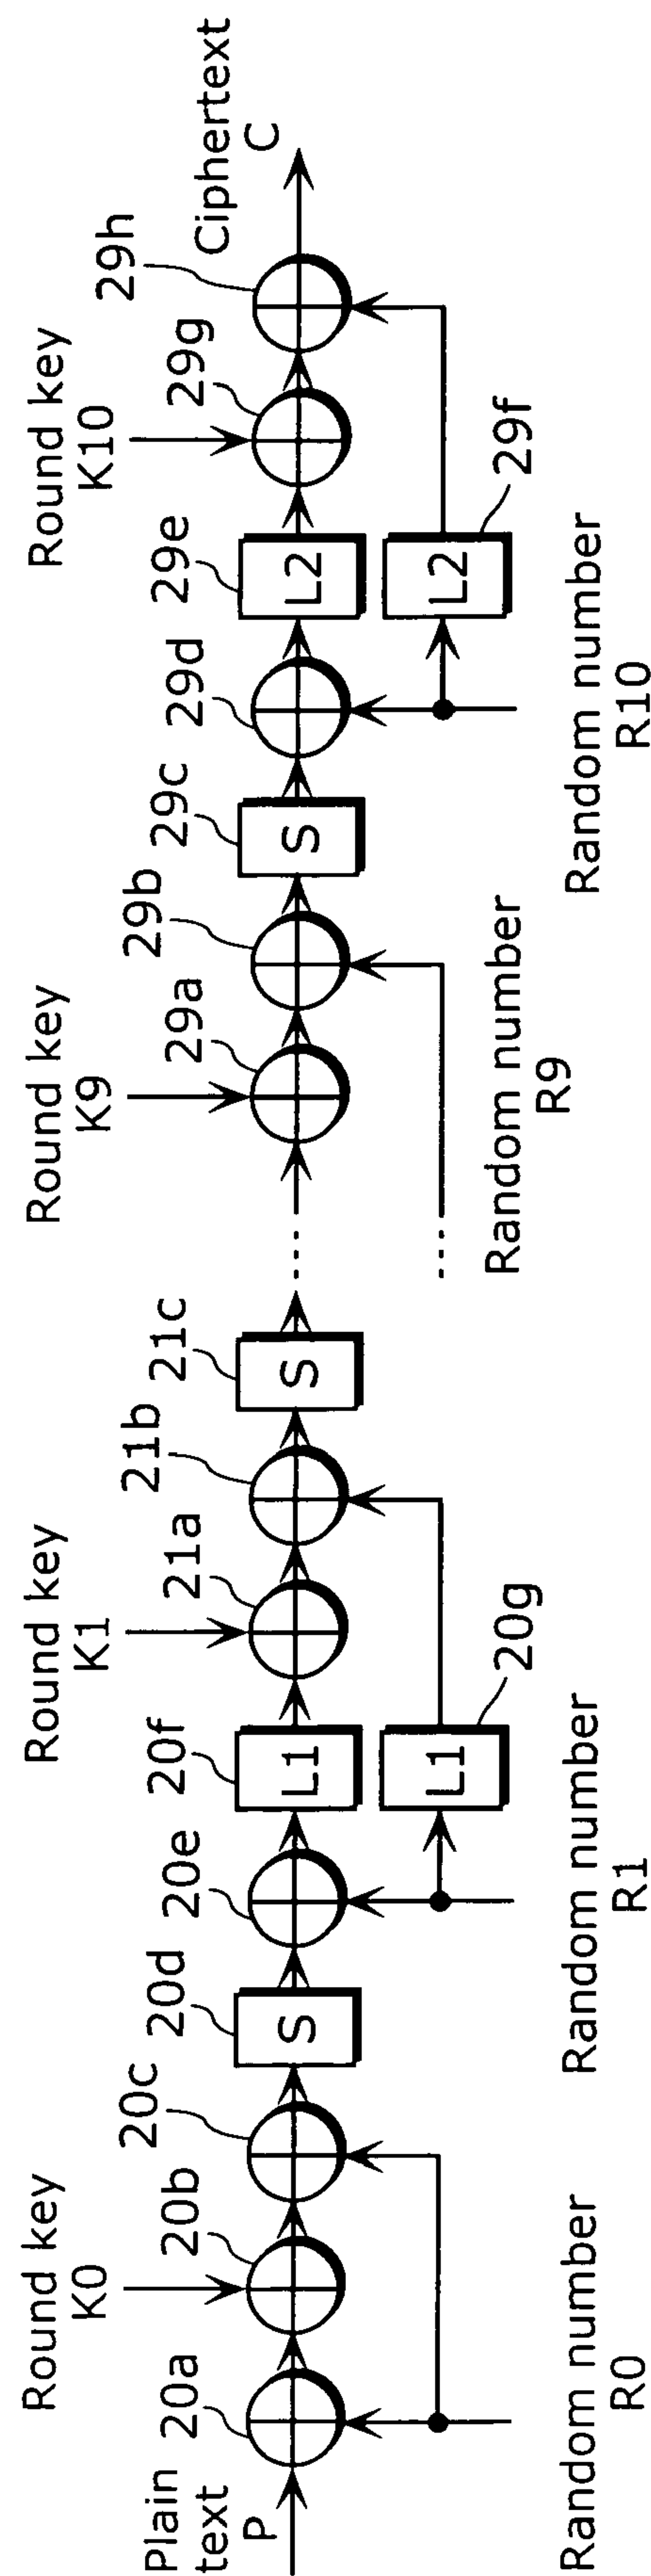 Plain
text
P
20a
Round key
K0
20b
20c
Random number
R0
20d
S
20e
20f
L1
L1
20g
Random number
R1
Round key
K1
21a
21b
21c
S
Round key
K9
29a
29b
Random number
R9
29c
S
29d
29e
L2
L2
29f
Random number
R10
Round key
K10
29g
29h
Ciphertext
C